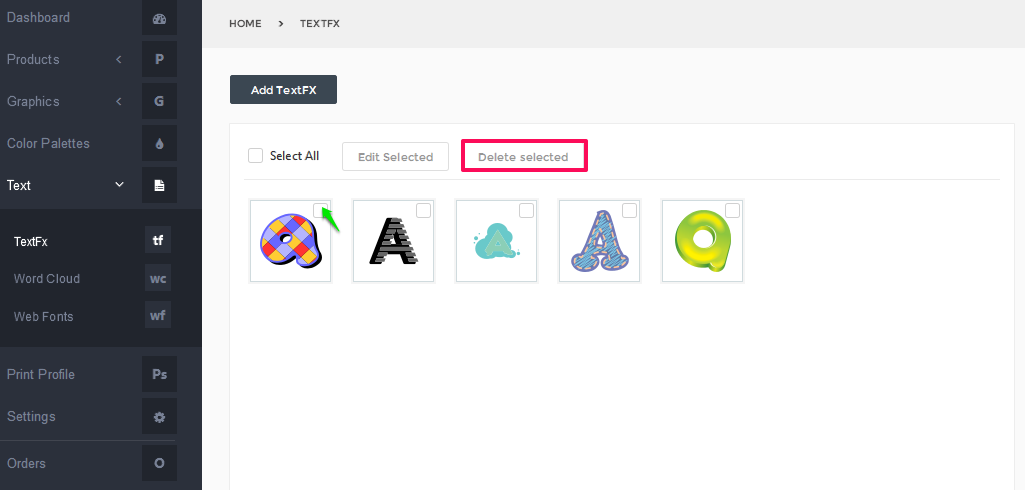 Dashboard
Products
P
Graphics
G
Color Palettes
Text
TextFx
tf
Word Cloud
wc
Web Fonts
wf
Print Profile
Ps
Settings
Orders
O
HOME > TEXTFX
Add TextFX
Select All
Edit Selected
Delete selected
a
A
A
A
a